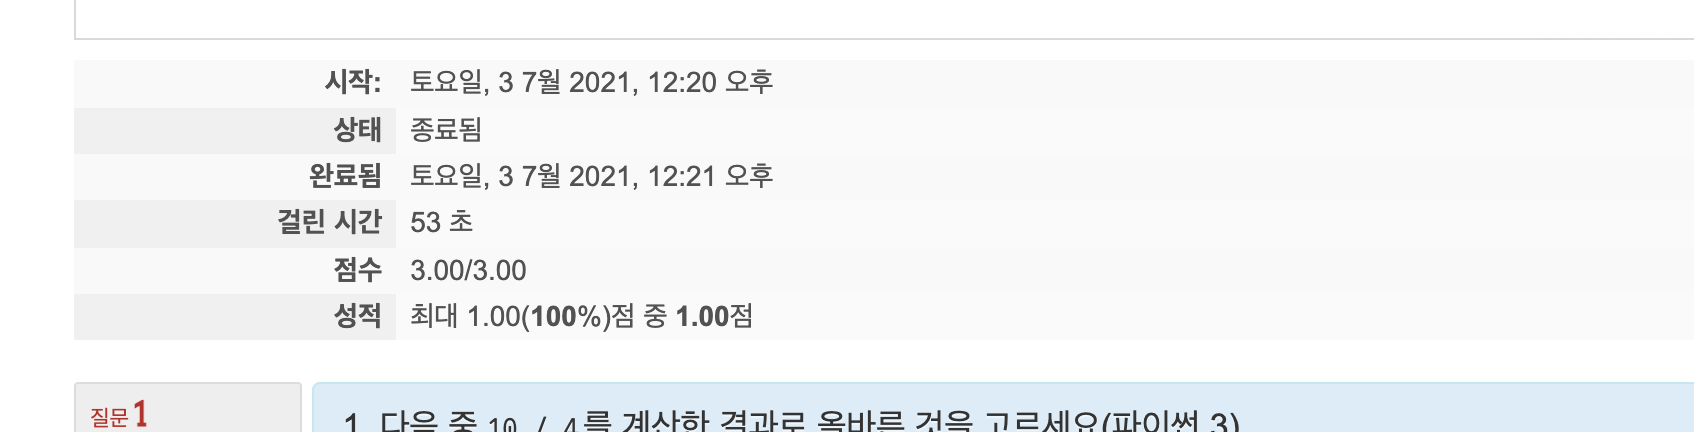 시작: 토요일, 3 7월 2021, 12:20 오후
상태 종료됨
완료됨 토요일, 3 7월 2021, 12:21 오후
걸린 시간 53 초
점수 3.00/3.00
성적 최대 1.00(100%)점 중 1.00점
질문 1
1. 다음 중 10 / 4를 계산한 결과로 올바른 것을 고르세요(파이썬 3)